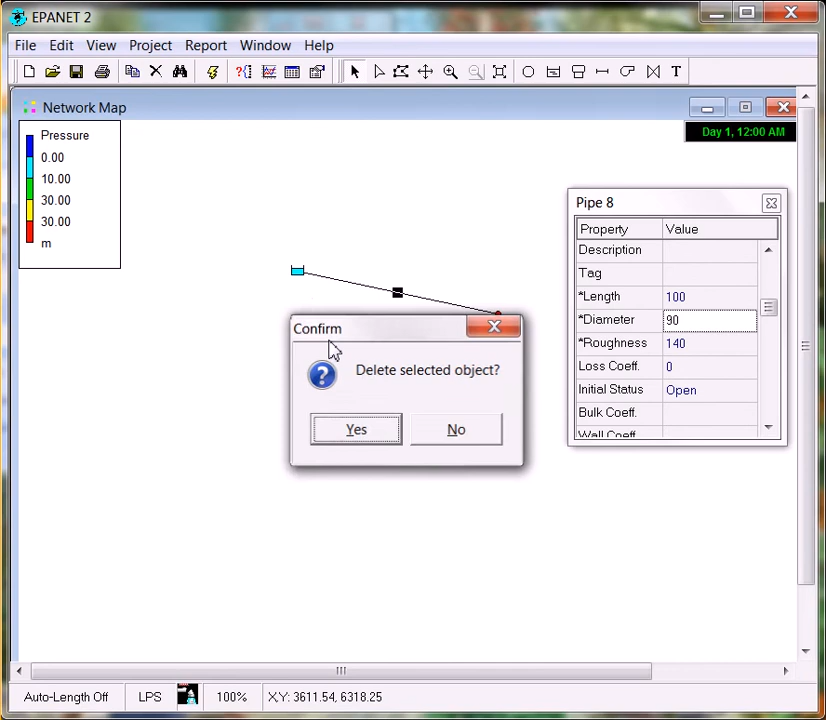 EPANET 2
File Edit View Project Report Window Help
T
Network Map
Day 1, 12:00 AM
Pressure
0.00
10.00
30.00
30.00
m
Pipe 8
Property Value
Description
Tag
*Length 100
*Diameter 90
*Roughness 140
Loss Coeff. 0
Initial Status Open
Bulk Coeff.
Wall Coeff.
Confirm
Delete selected object?
Yes No
Auto-Length Off LPS 100% X,Y: 3611.54, 6318.25